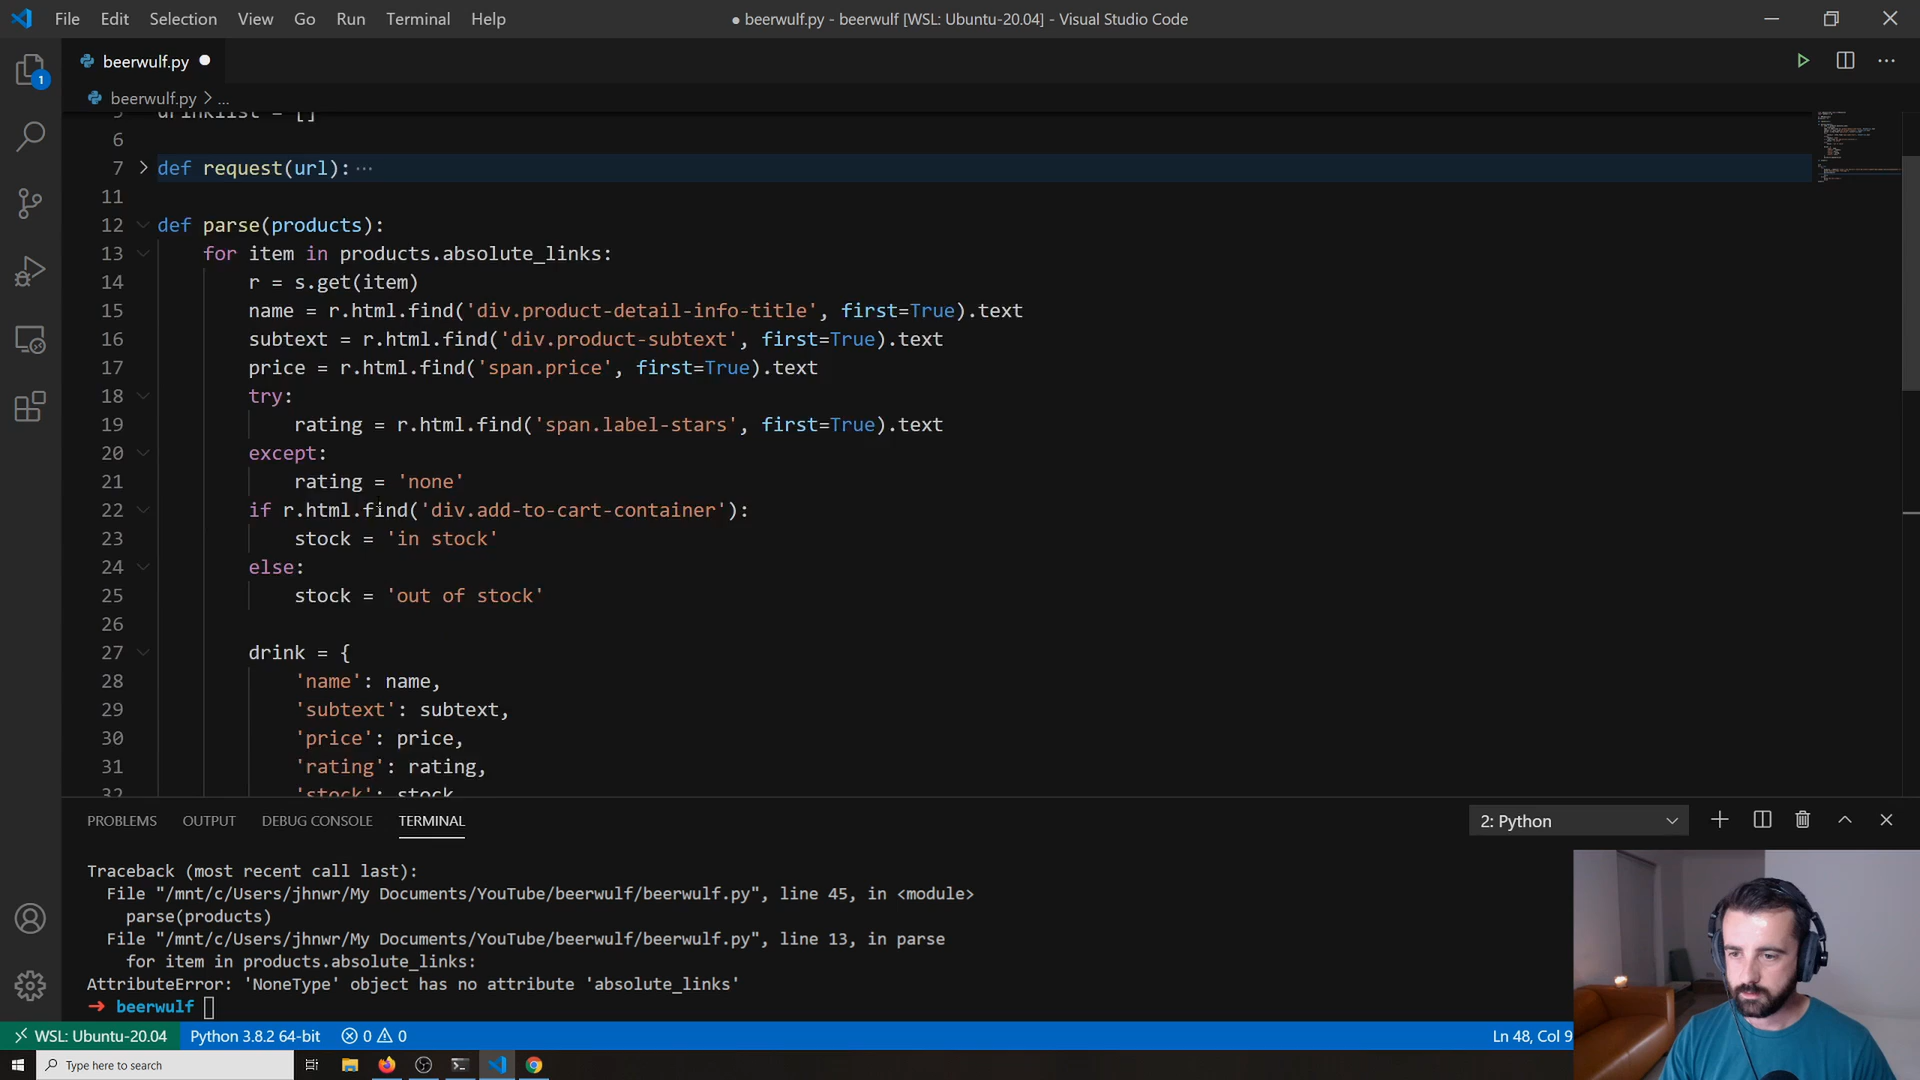 File Edit Selection View Go Run Terminal Help
● beerwulf.py - beerwulf [WSL: Ubuntu-20.04] - Visual Studio Code
beerwulf.py
1
beerwulf.py > ...
5 drinklist = []
6
7 def request(url): ···
11
12 def parse(products):
13 for item in products.absolute_links:
14 r = s.get(item)
15 name = r.html.find('div.product-detail-info-title', first=True).text
16 subtext = r.html.find('div.product-subtext', first=True).text
17 price = r.html.find('span.price', first=True).text
18 try:
19 rating = r.html.find('span.label-stars', first=True).text
20 except:
21 rating = 'none'
22 if r.html.find('div.add-to-cart-container'):
23 stock = 'in stock'
24 else:
25 stock = 'out of stock'
26
27 drink = {
28 'name': name,
29 'subtext': subtext,
30 'price': price,
31 'rating': rating,
32 'stock': stock
PROBLEMS OUTPUT DEBUG CONSOLE TERMINAL
2: Python
Traceback (most recent call last):
File "/mnt/c/Users/jhnwr/My Documents/YouTube/beerwulf/beerwulf.py", line 45, in <module>
parse(products)
File "/mnt/c/Users/jhnwr/My Documents/YouTube/beerwulf/beerwulf.py", line 13, in parse
for item in products.absolute_links:
AttributeError: 'NoneType' object has no attribute 'absolute_links'
➜ beerwulf
WSL: Ubuntu-20.04 Python 3.8.2 64-bit 0 0 Ln 48, Col 9
Type here to search